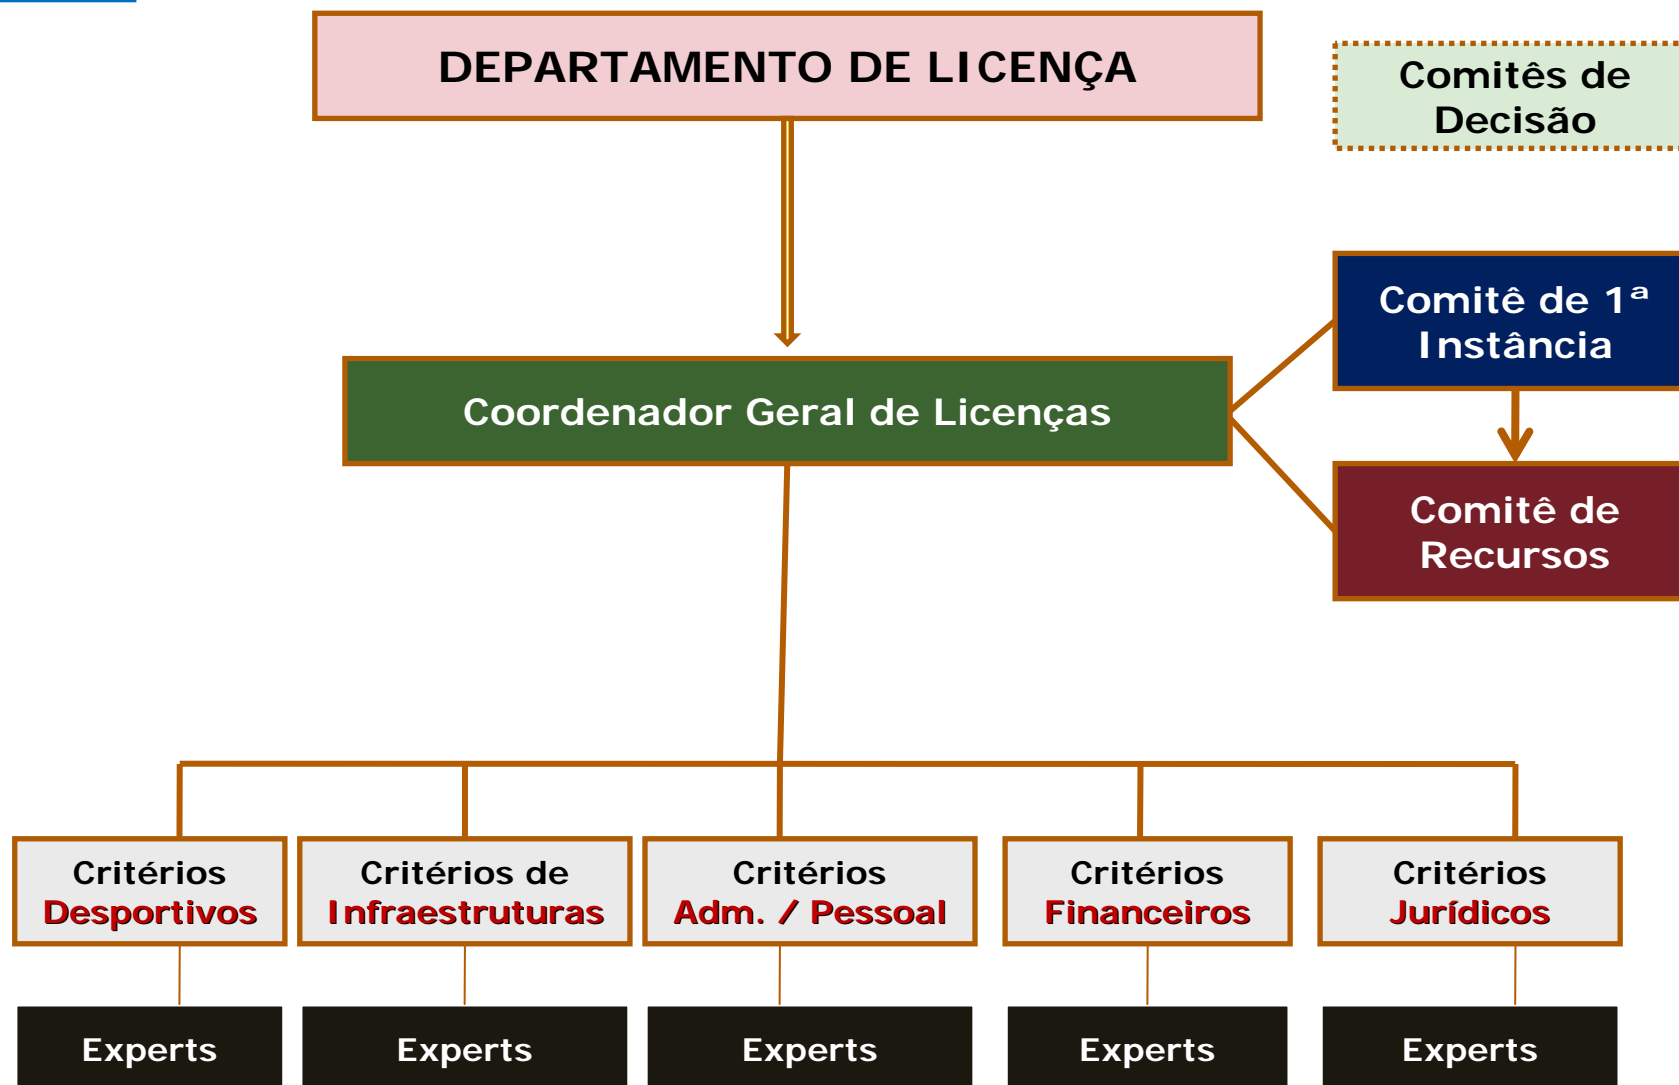 DEPARTAMENTO DE LICENÇA
Comitês de
Decisão
Comitê de 1ª
Instância
Coordenador Geral de Licenças
Comitê de
Recursos
Critérios
Desportivos
Critérios de
Infraestruturas
Critérios
Adm. / Pessoal
Critérios
Financeiros
Critérios
Jurídicos
Experts
Experts
Experts
Experts
Experts